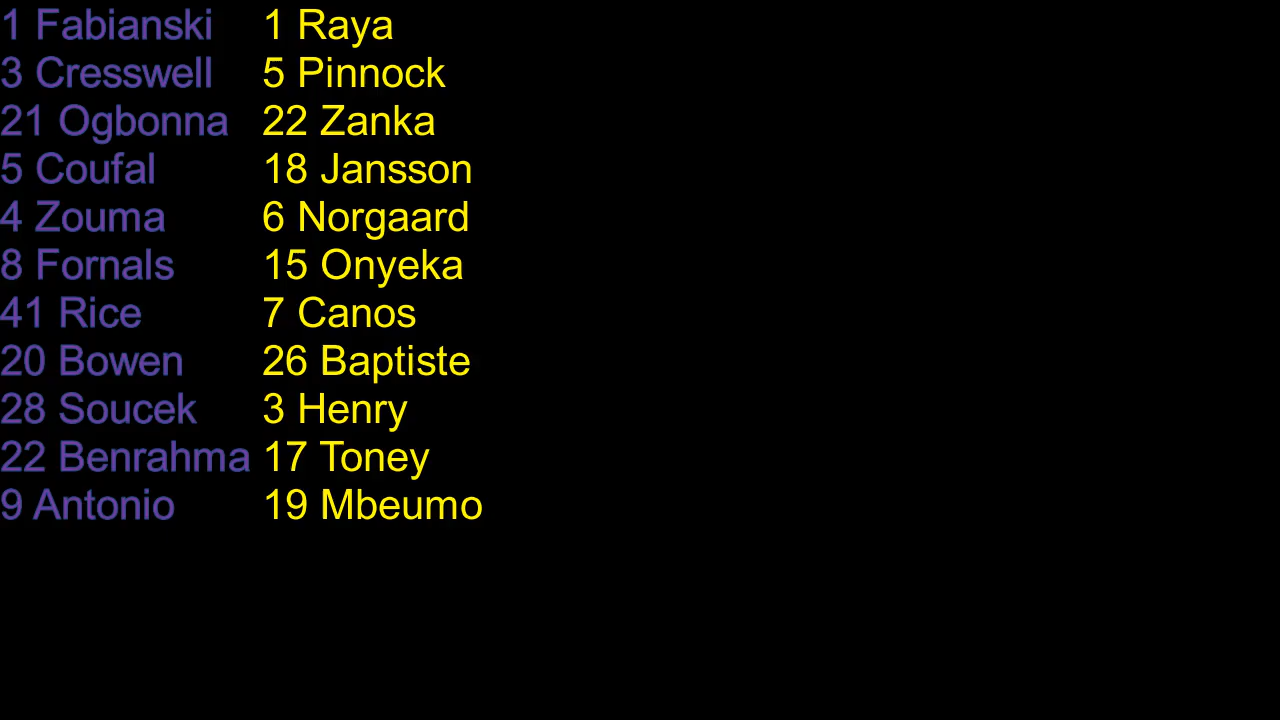 1 Fabianski 1 Raya
3 Cresswell 5 Pinnock
21 Ogbonna 22 Zanka
5 Coufal 18 Jansson
4 Zouma 6 Norgaard
8 Fornals 15 Onyeka
41 Rice 7 Canos
20 Bowen 26 Baptiste
28 Soucek 3 Henry
22 Benrahma 17 Toney
9 Antonio 19 Mbeumo